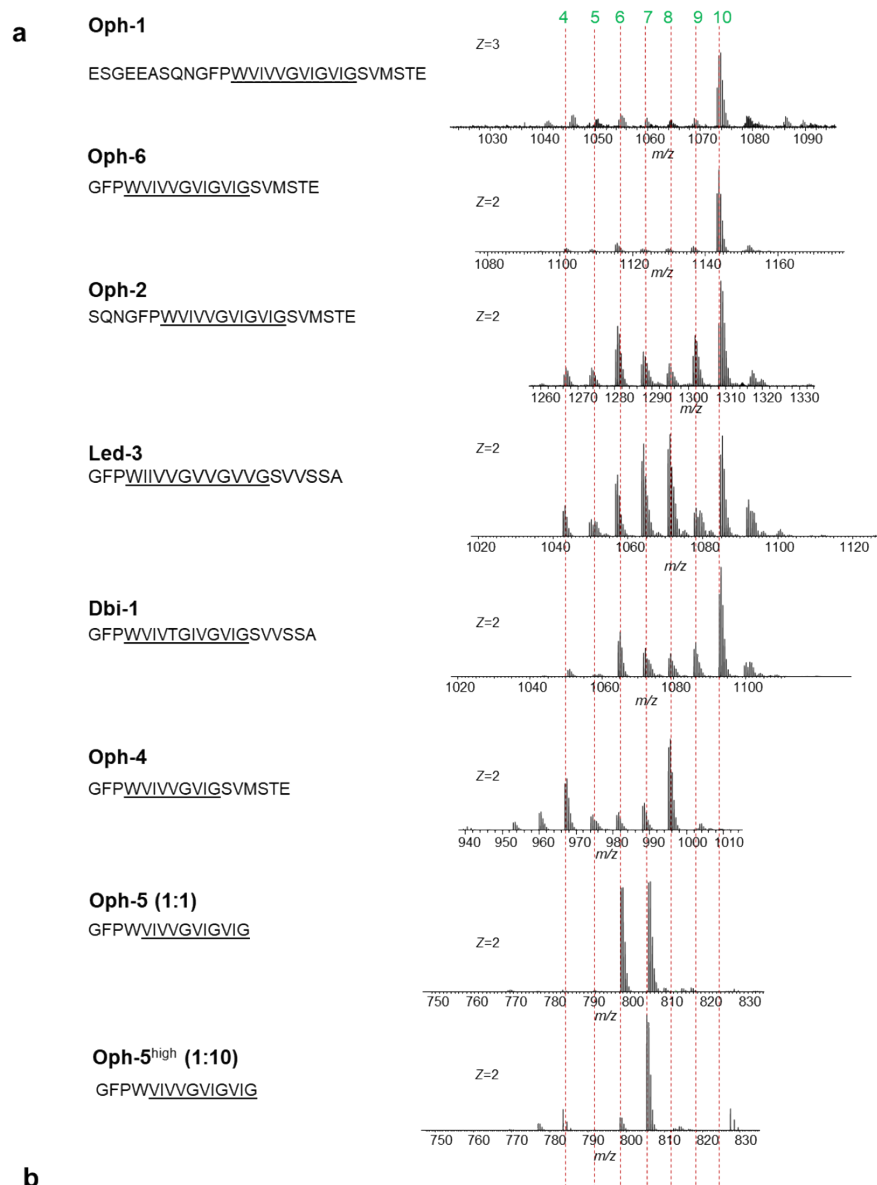 a
4 5 6 7 8 9 10
Oph-1
ESGEEASQNGFPWVIVVGVIGVIGSVMSTE
Z=3
1030 1040 1050 1060 1070 1080 1090
m/z
Oph-6
GFPWVIVVGVIGVIGSVMSTE
Z=2
1080 1100 1120 1140 1160
m/z
Oph-2
SQNGFPWVIVVGVIGVIGSVMSTE
Z=2
1260 1270 1280 1290 1300 1310 1320 1330
m/z
Led-3
GFPWIIVVGVVGVVGSVVSSA
Z=2
1020 1040 1060 1080 1100 1120
m/z
Dbi-1
GFPWVIVTGIVGVIGSVVSSA
Z=2
1020 1040 1060 1080 1100
m/z
Oph-4
GFPWVIVVGVIGSVMSTE
Z=2
940 950 960 970 980 990 1000 1010
m/z
Oph-5 (1:1)
GFPWVIVVGVIGVIG
Z=2
750 760 770 780 790 800 810 820 830
m/z
Oph-5high (1:10)
GFPWVIVVGVIGVIG
Z=2
750 760 770 780 790 800 810 820 830
m/z
b